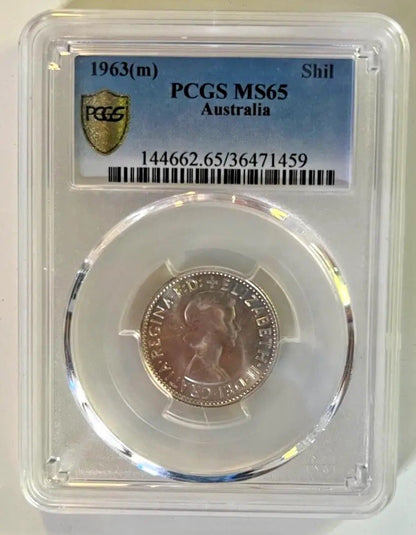 1963(m) Shil
PCGS MS65
Australia
PCGS
144662.65/36471459
+ELIZABETH·II·DEI·GRATIA·REGINA·F:D: